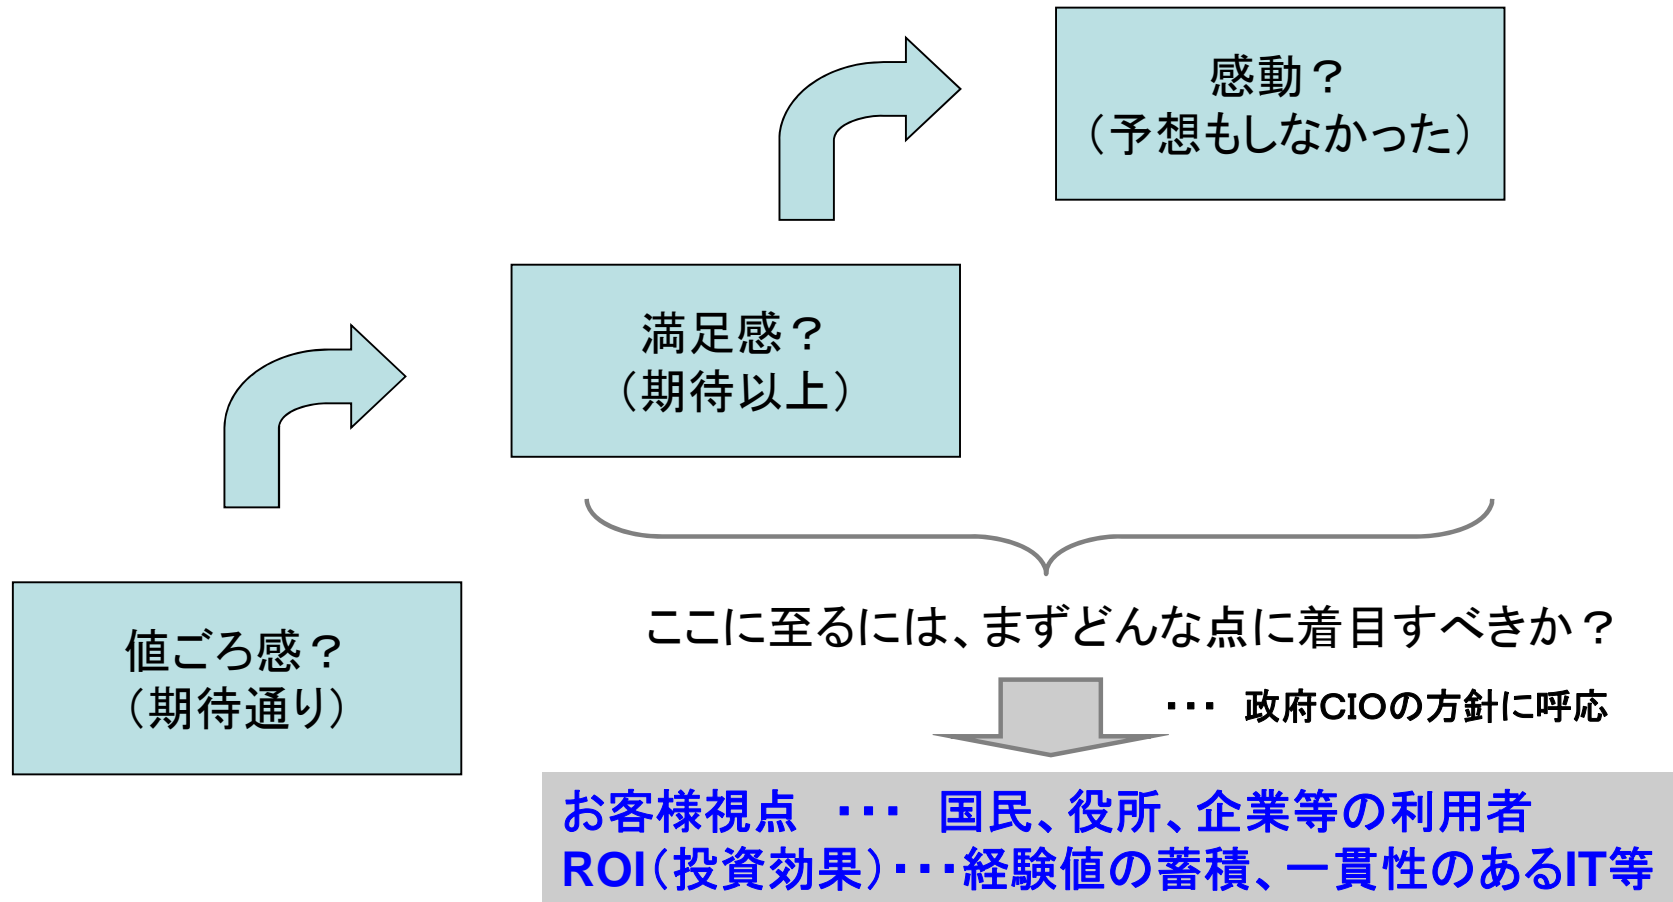 感動？
（予想もしなかった）
満足感？
（期待以上）
値ごろ感？
（期待通り）
ここに至るには、まずどんな点に着目すべきか？
･･･　政府CIOの方針に呼応
お客様視点　･･･　国民、役所、企業等の利用者
ROI（投資効果）･･･経験値の蓄積、一貫性のあるIT等